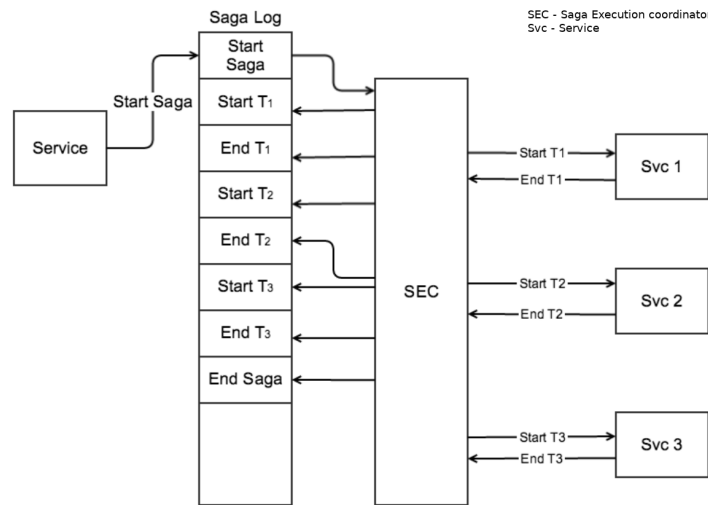 Saga Log
SEC - Saga Execution coordinator
Svc - Service
Start
Saga
Start Saga
Service
Start T1
End T1
Start T2
End T2
Start T3
End T3
End Saga
SEC
Start T1
End T1
Svc 1
Start T2
End T2
Svc 2
Start T3
End T3
Svc 3